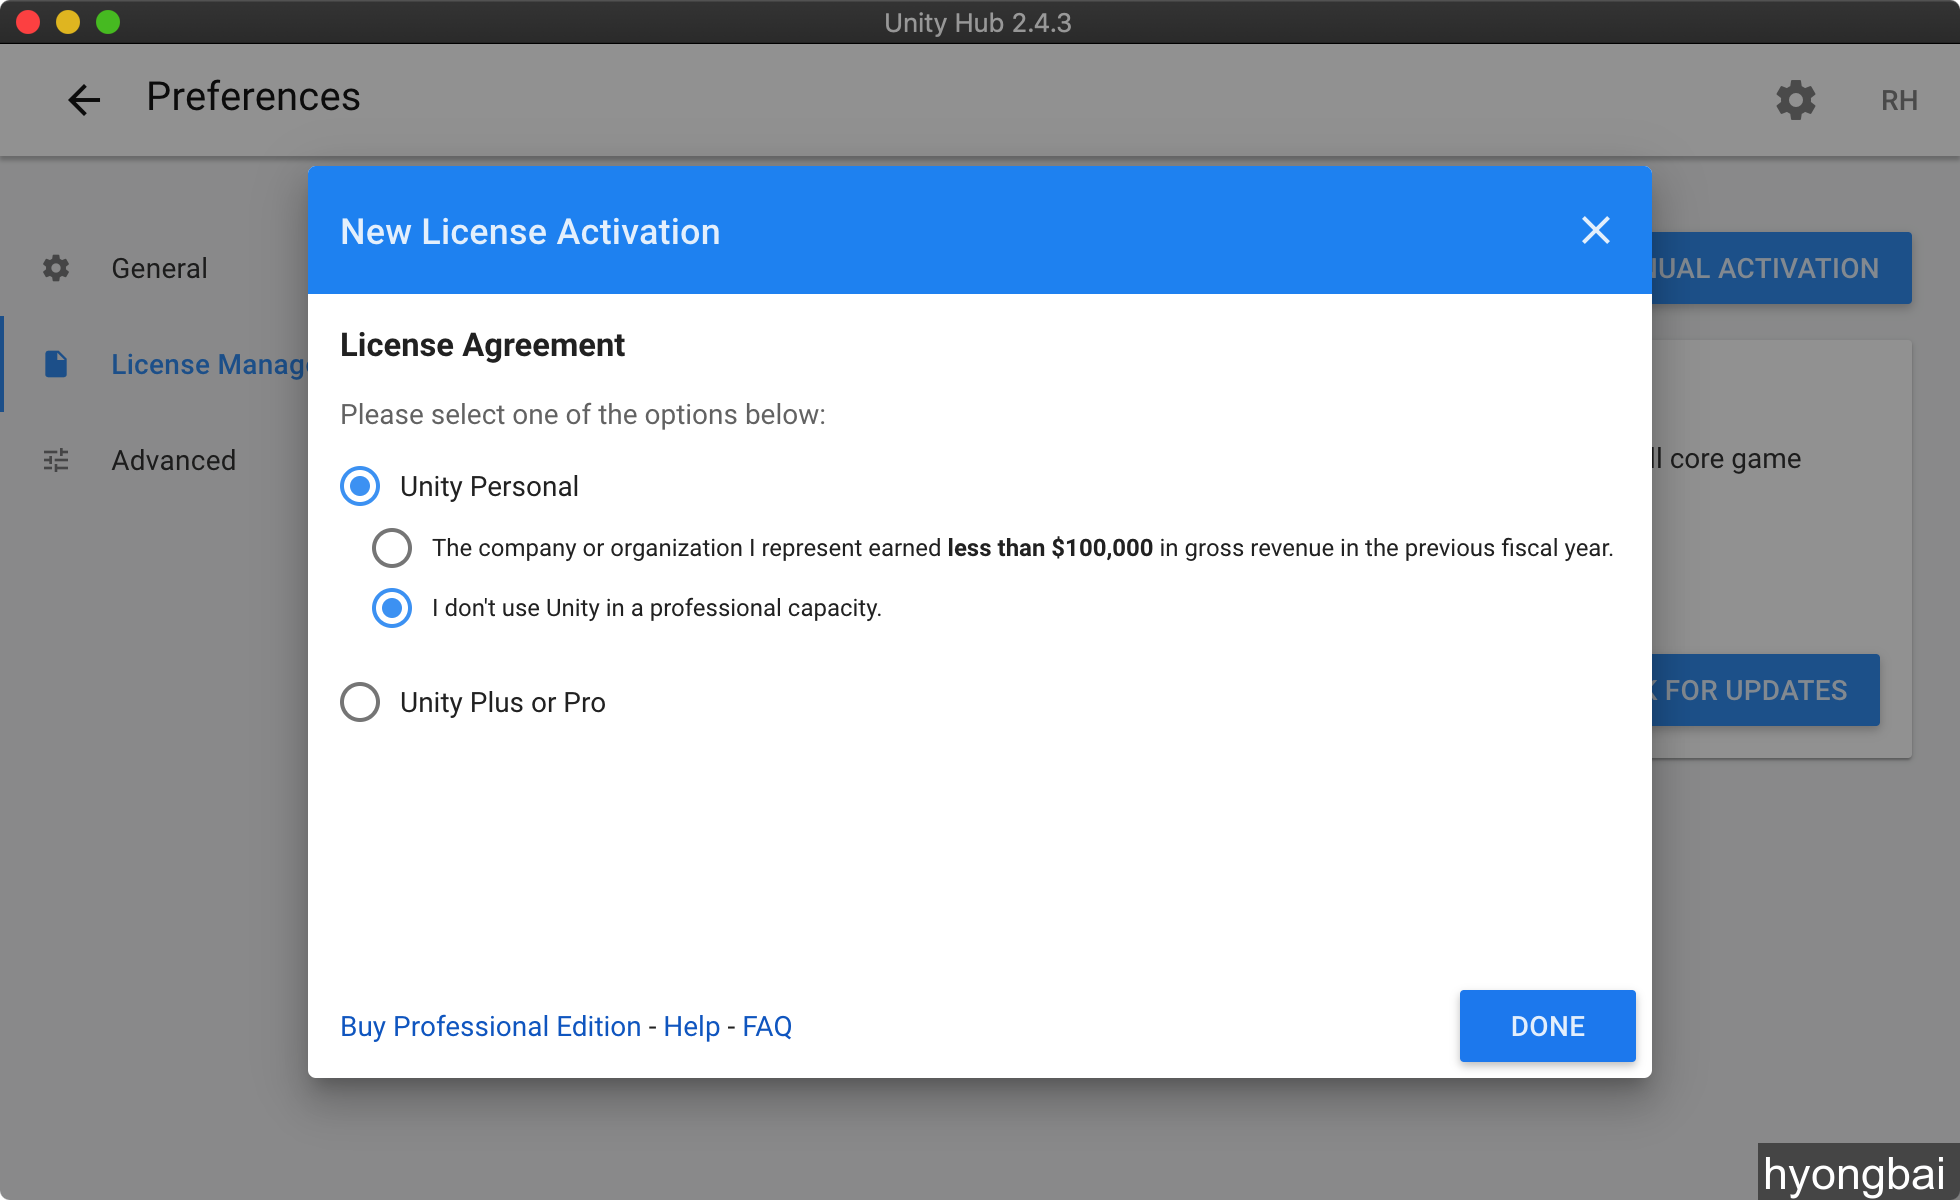 Unity Hub 2.4.3
Preferences
RH
New License Activation
General
NUAL ACTIVATION
License Agreement
License Manag
Please select one of the options below:
Advanced
ll core game
Unity Personal
The company or organization I represent earned less than $100,000 in gross revenue in the previous fiscal year.
I don't use Unity in a professional capacity.
K FOR UPDATES
Unity Plus or Pro
Buy Professional Edition - Help - FAQ
DONE
hyongbai